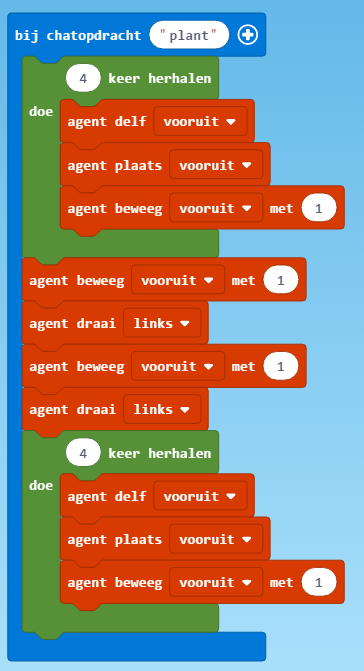 bij chatopdracht "plant"
4 keer herhalen
doe
agent delf vooruit
agent plaats vooruit
agent beweeg vooruit met 1
agent beweeg vooruit met 1
agent draai links
agent beweeg vooruit met 1
agent draai links
4 keer herhalen
doe
agent delf vooruit
agent plaats vooruit
agent beweeg vooruit met 1